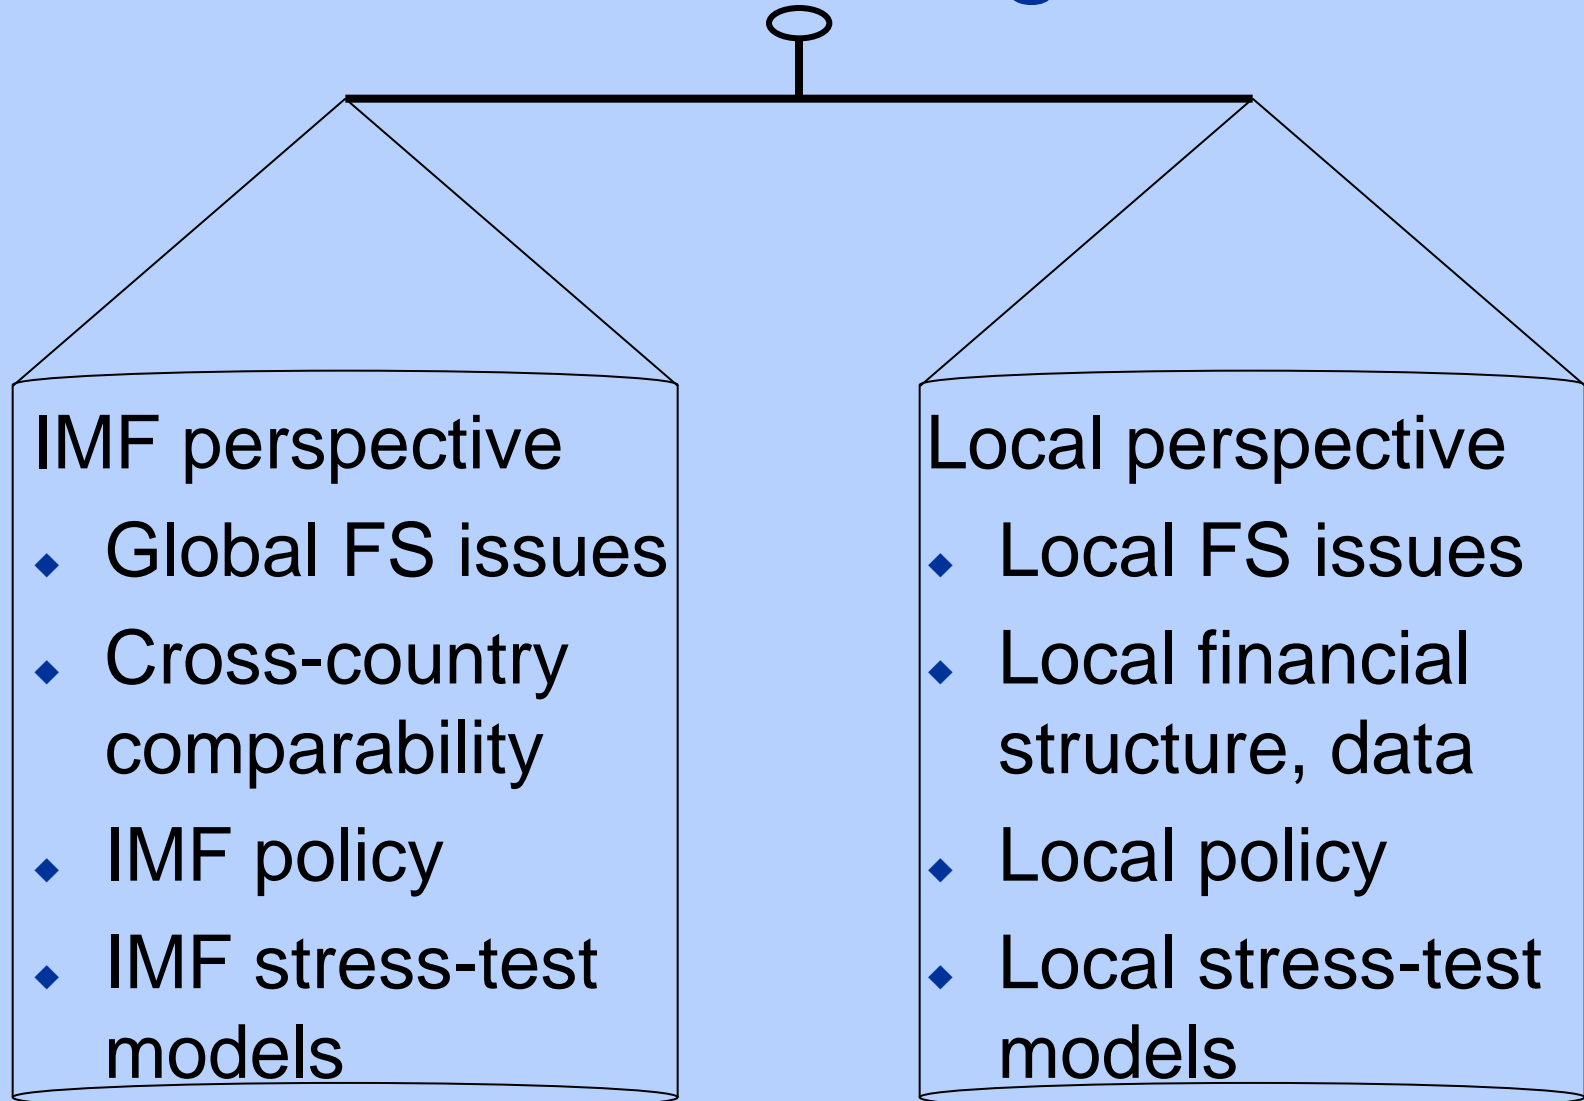 IMF perspective
Global FS issues
Cross-country
comparability
IMF policy
IMF stress-test
models
Local perspective
Local FS issues
Local financial
structure, data
Local policy
Local stress-test
models